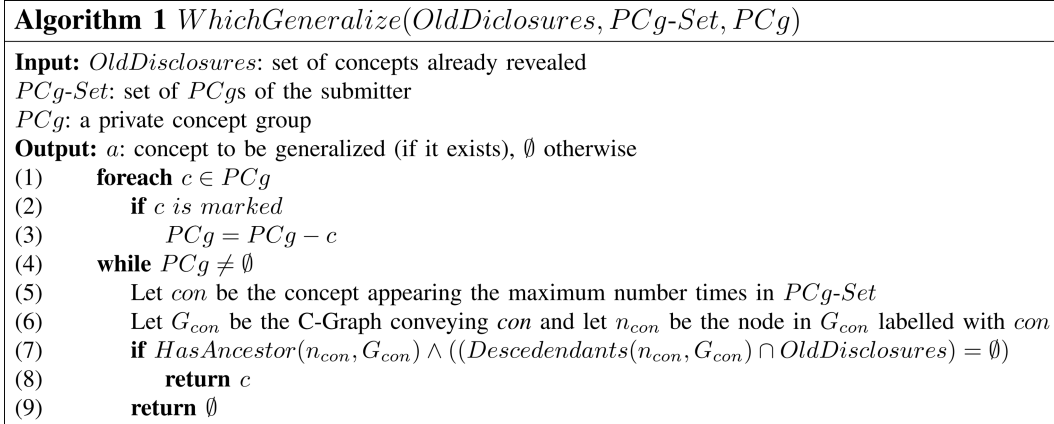 Algorithm 1 WhichGeneralize(OldDiclosures, PCg-Set, PCg)
Input: OldDisclosures: set of concepts already revealed
PCg-Set: set of PCgs of the submitter
PCg: a private concept group
Output: a: concept to be generalized (if it exists), ∅ otherwise
(1) foreach c ∈ PCg
(2) if c is marked
(3) PCg = PCg − c
(4) while PCg ≠ ∅
(5) Let con be the concept appearing the maximum number times in PCg-Set
(6) Let G_con be the C-Graph conveying con and let n_con be the node in G_con labelled with con
(7) if HasAncestor(n_con, G_con) ∧ ((Descedendants(n_con, G_con) ∩ OldDisclosures) = ∅)
(8) return c
(9) return ∅